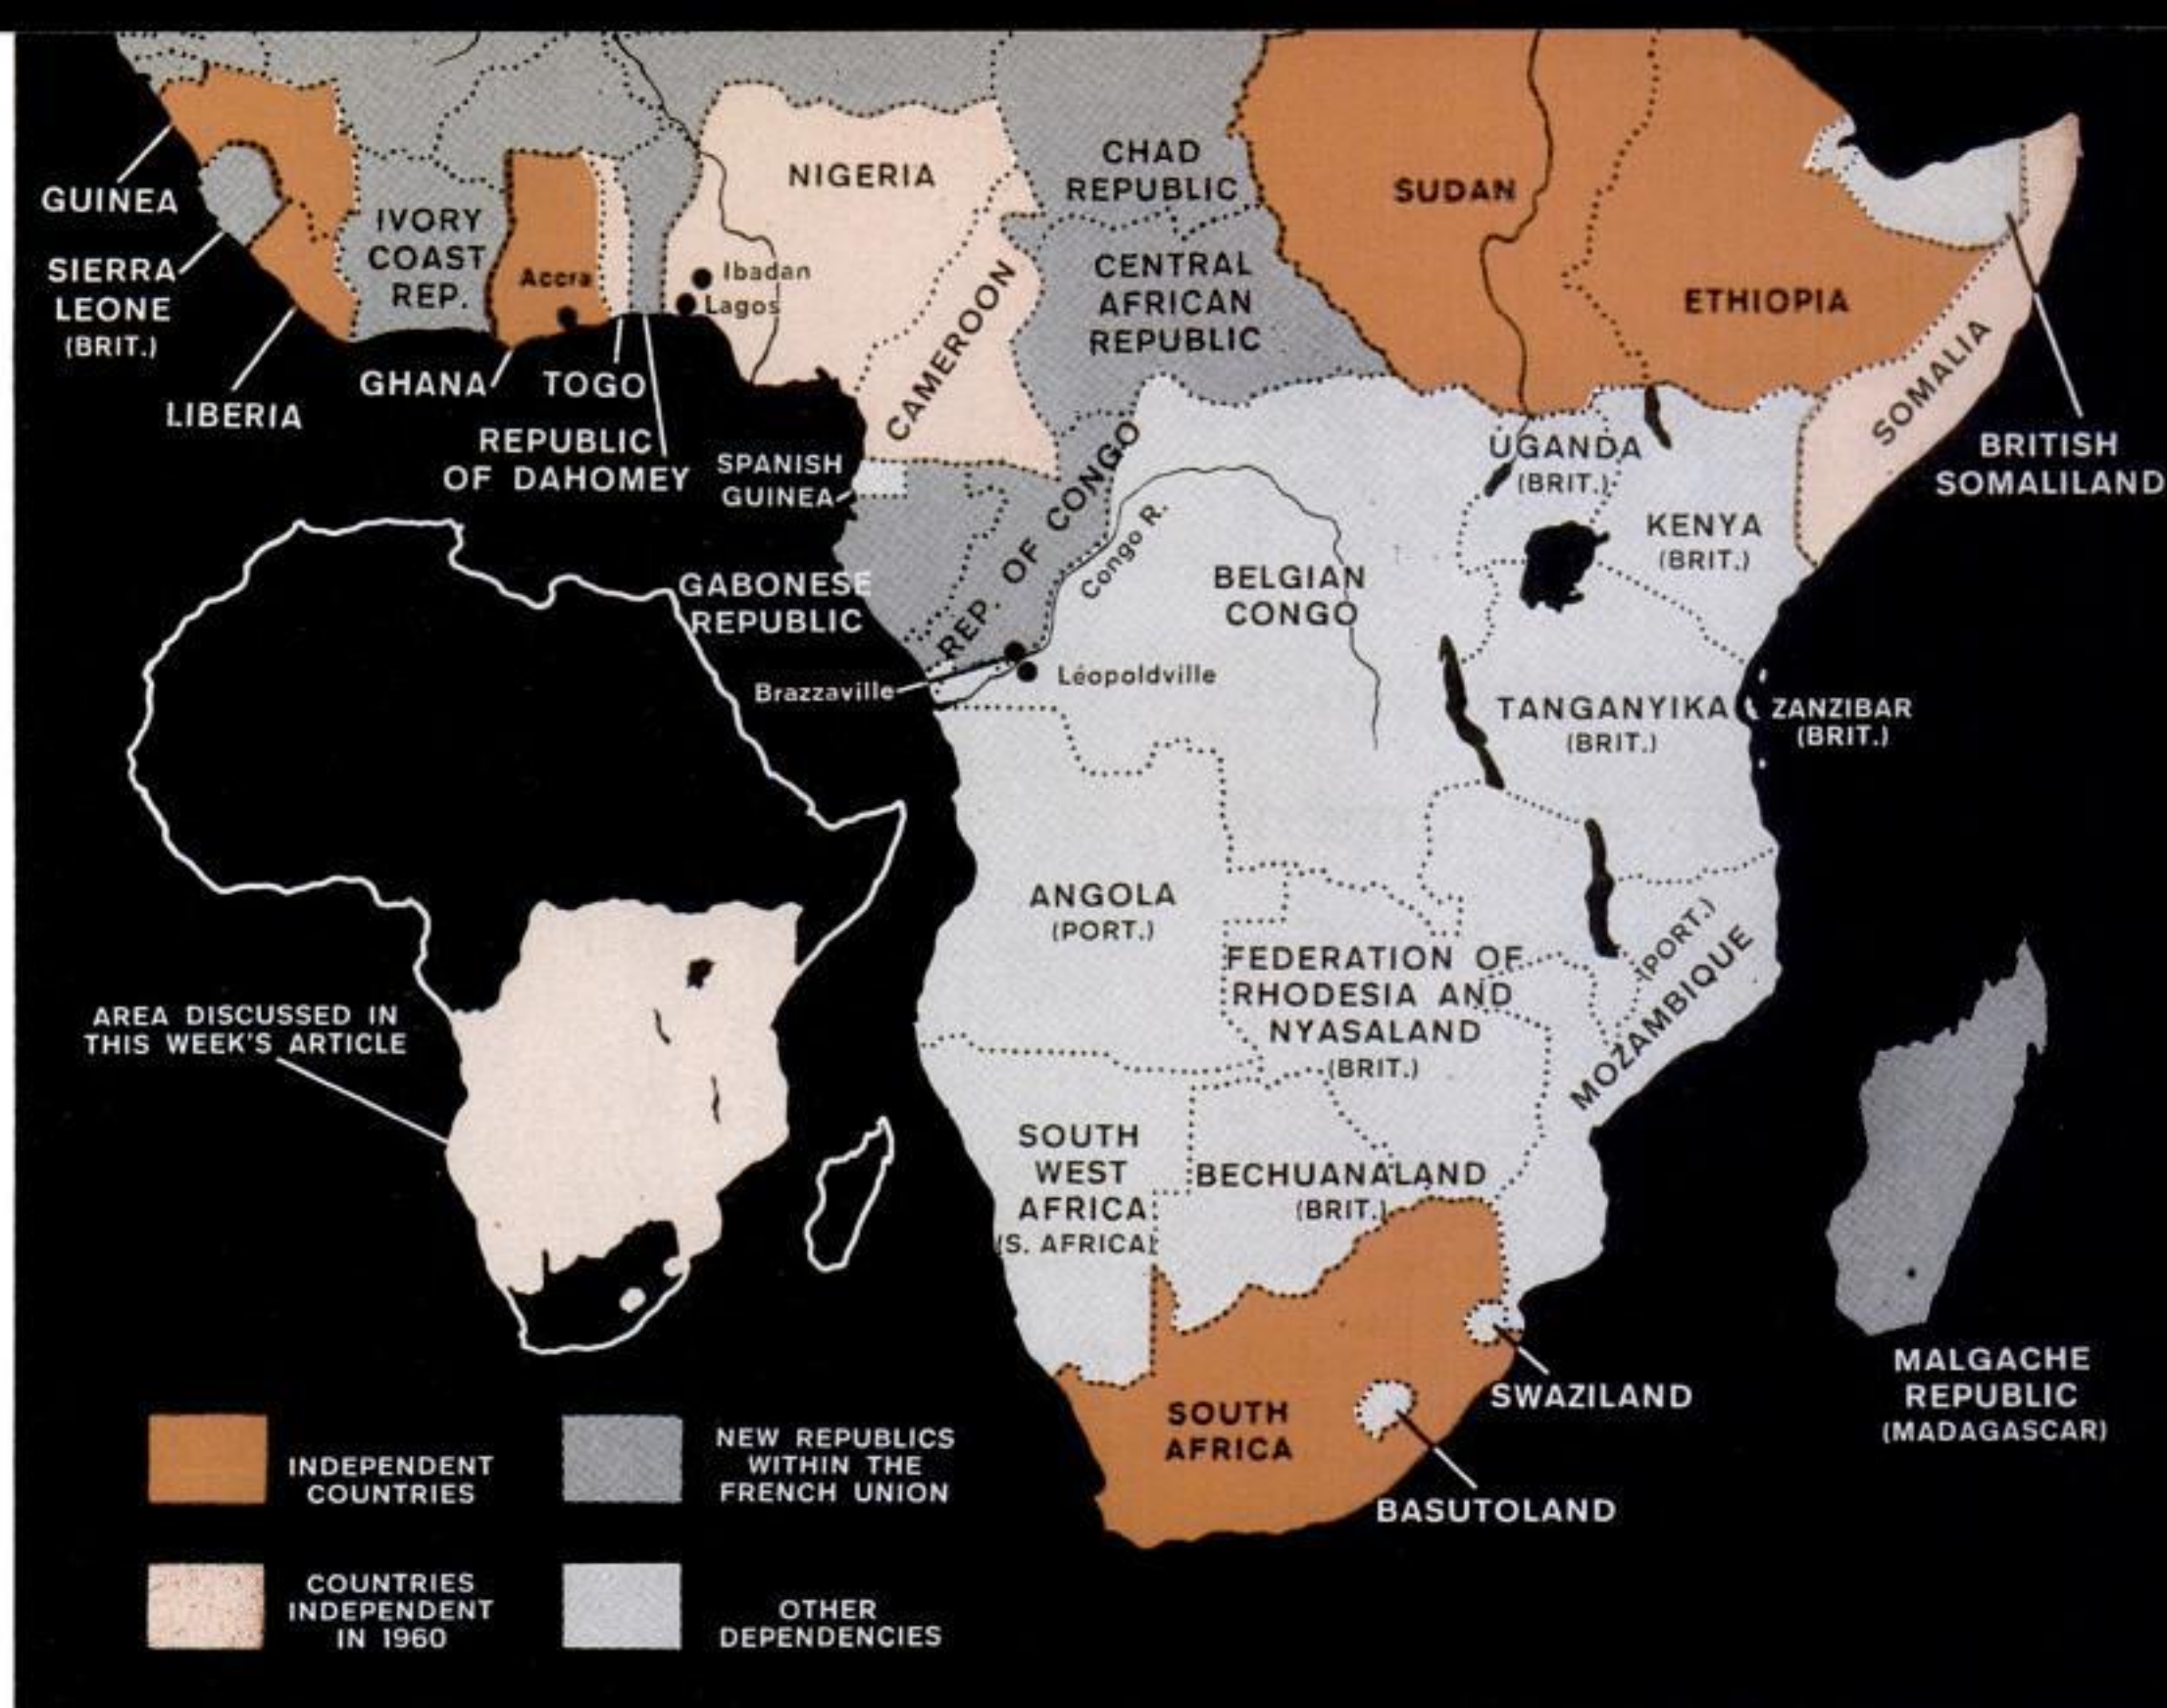 GUINEA
SIERRA
LEONE
(BRIT.)
LIBERIA
IVORY
COAST
REP.
GHANA
Accra
TOGO
REPUBLIC
OF DAHOMEY
NIGERIA
Ibadan
Lagos
CAMEROON
SPANISH
GUINEA
CHAD
REPUBLIC
CENTRAL
AFRICAN
REPUBLIC
SUDAN
ETHIOPIA
SOMALIA
BRITISH
SOMALILAND
GABONESE
REPUBLIC
REP. OF CONGO
Congo R.
Brazzaville
Léopoldville
BELGIAN
CONGO
UGANDA
(BRIT.)
KENYA
(BRIT.)
TANGANYIKA
(BRIT.)
ZANZIBAR
(BRIT.)
ANGOLA
(PORT.)
FEDERATION OF
RHODESIA AND
NYASALAND
(BRIT.)
(PORT.)
MOZAMBIQUE
SOUTH
WEST
AFRICA
(S. AFRICA)
BECHUANALAND
(BRIT.)
SOUTH
AFRICA
SWAZILAND
BASUTOLAND
MALGACHE
REPUBLIC
(MADAGASCAR)
AREA DISCUSSED IN
THIS WEEK'S ARTICLE
INDEPENDENT
COUNTRIES
NEW REPUBLICS
WITHIN THE
FRENCH UNION
COUNTRIES
INDEPENDENT
IN 1960
OTHER
DEPENDENCIES